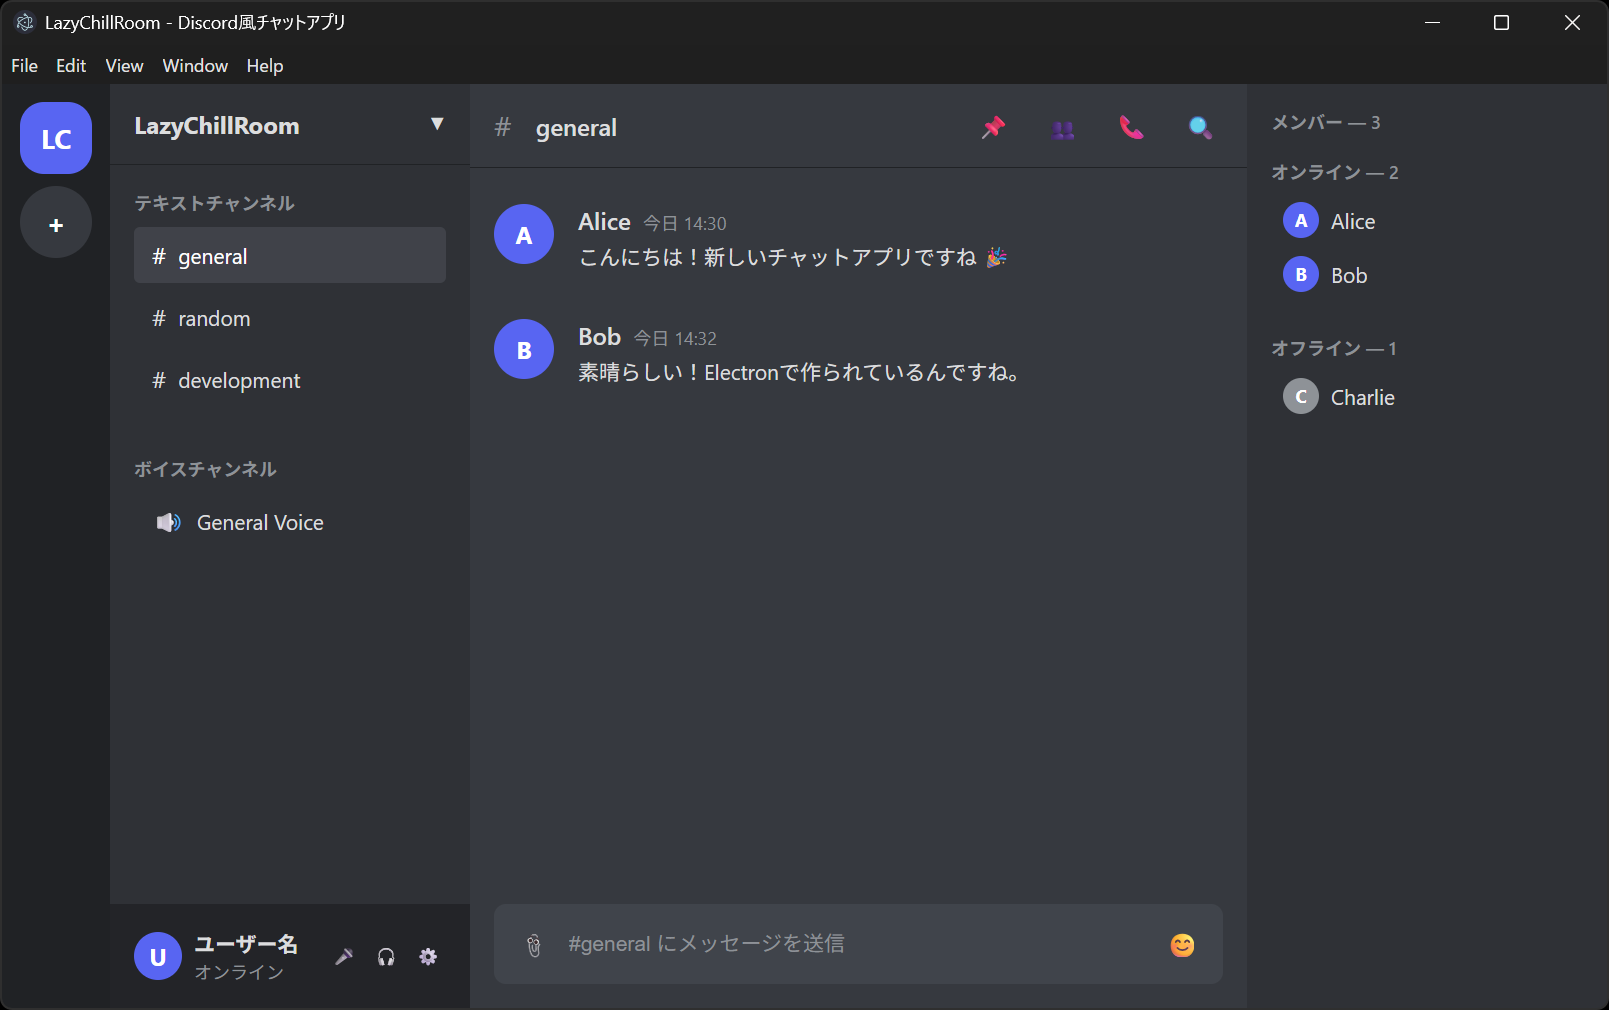 LazyChillRoom - Discord風チャットアプリ
File Edit View Window Help
LC
+
LazyChillRoom ▼
テキストチャンネル
# general
# random
# development
ボイスチャンネル
🔊 General Voice
U
ユーザー名
オンライン
# general
A
Alice 今日 14:30
こんにちは！新しいチャットアプリですね 🎉
B
Bob 今日 14:32
素晴らしい！Electronで作られているんですね。
#general にメッセージを送信
メンバー — 3
オンライン — 2
A Alice
B Bob
オフライン — 1
C Charlie